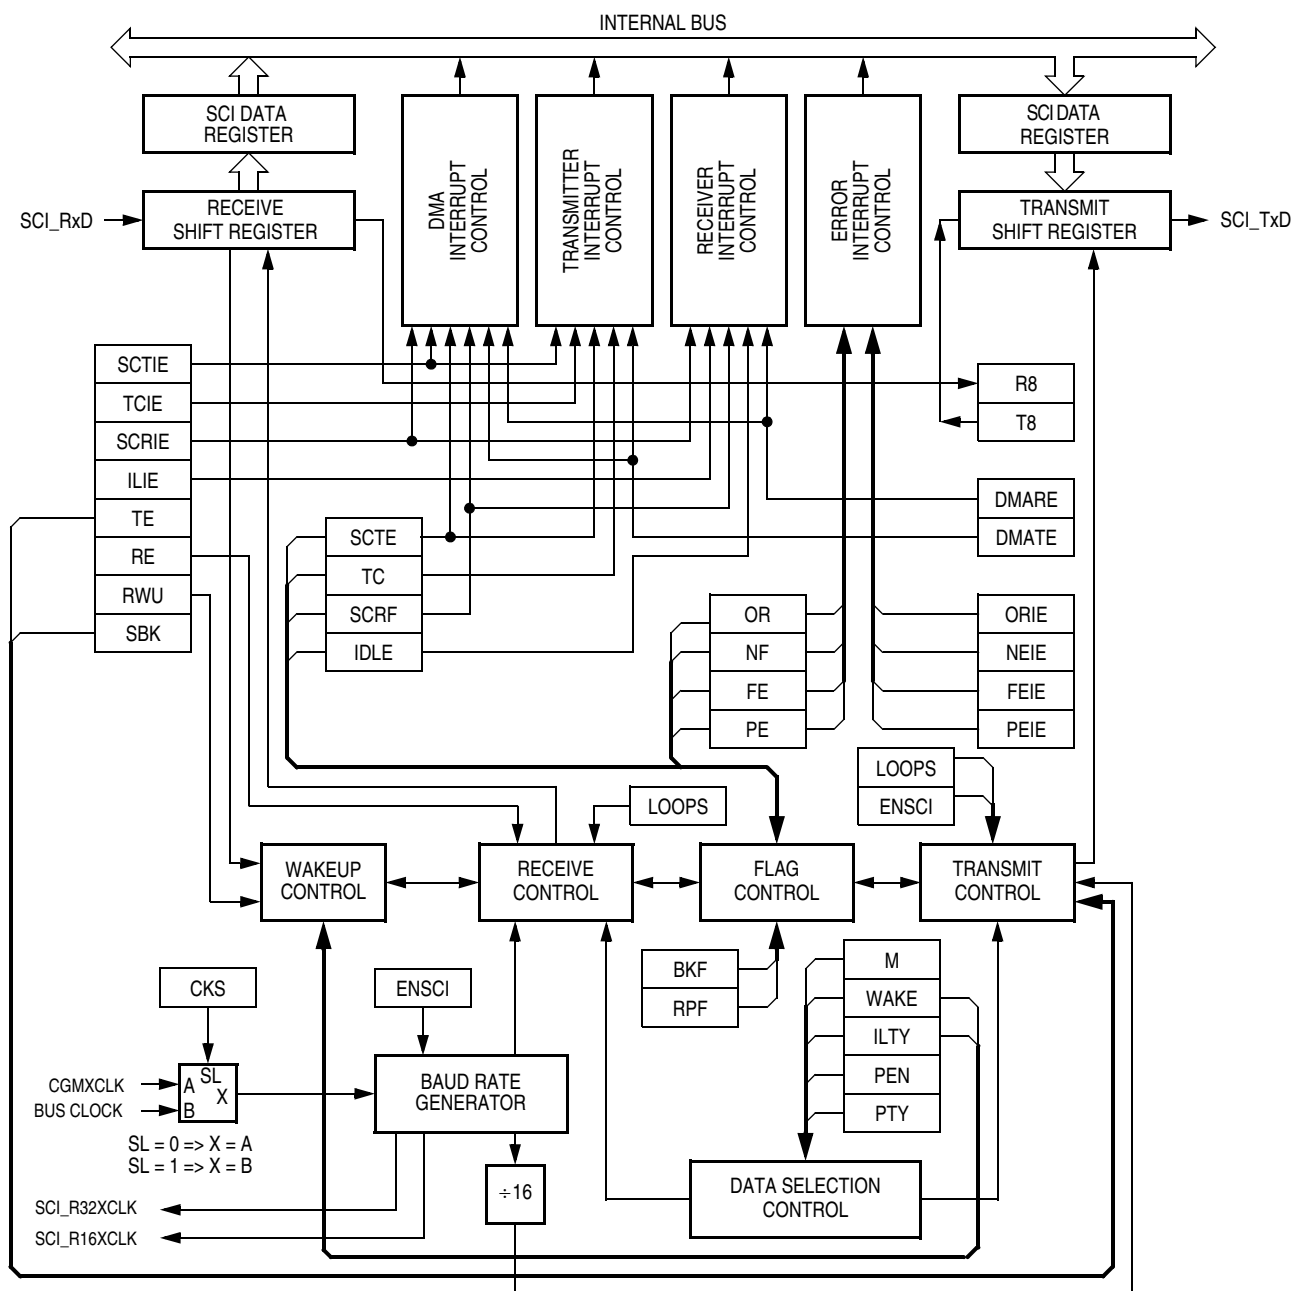 INTERNAL BUS
SCI DATA
REGISTER
SCI DATA
REGISTER
RECEIVE
SHIFT REGISTER
TRANSMIT
SHIFT REGISTER
SCI_RxD
SCI_TxD
DMA
INTERRUPT
CONTROL
TRANSMITTER
INTERRUPT
CONTROL
RECEIVER
INTERRUPT
CONTROL
ERROR
INTERRUPT
CONTROL
SCTIE
TCIE
SCRIE
ILIE
TE
RE
RWU
SBK
R8
T8
DMARE
DMATE
SCTE
TC
SCRF
IDLE
OR
NF
FE
PE
ORIE
NEIE
FEIE
PEIE
LOOPS
ENSCI
LOOPS
WAKEUP
CONTROL
RECEIVE
CONTROL
FLAG
CONTROL
TRANSMIT
CONTROL
BKF
RPF
M
WAKE
ILTY
PEN
PTY
CKS
ENSCI
CGMXCLK
BUS CLOCK
A
B
SL
X
SL = 0 => X = A
SL = 1 => X = B
BAUD RATE
GENERATOR
÷16
DATA SELECTION
CONTROL
SCI_R32XCLK
SCI_R16XCLK